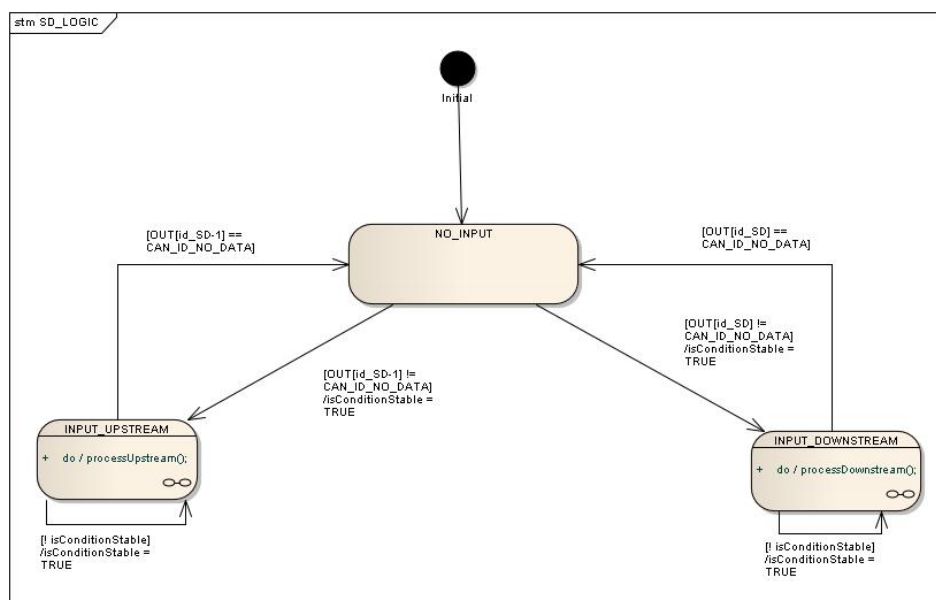 stm SD_LOGIC
Initial
[OUT[id_SD-1] ==
CAN_ID_NO_DATA]
NO_INPUT
[OUT[id_SD] ==
CAN_ID_NO_DATA]
[OUT[id_SD-1] !=
CAN_ID_NO_DATA]
/isConditionStable =
TRUE
[OUT[id_SD] !=
CAN_ID_NO_DATA]
/isConditionStable =
TRUE
INPUT_UPSTREAM
+ do / processUpstream();
[! isConditionStable]
/isConditionStable =
TRUE
INPUT_DOWNSTREAM
+ do / processDownstream();
[! isConditionStable]
/isConditionStable =
TRUE